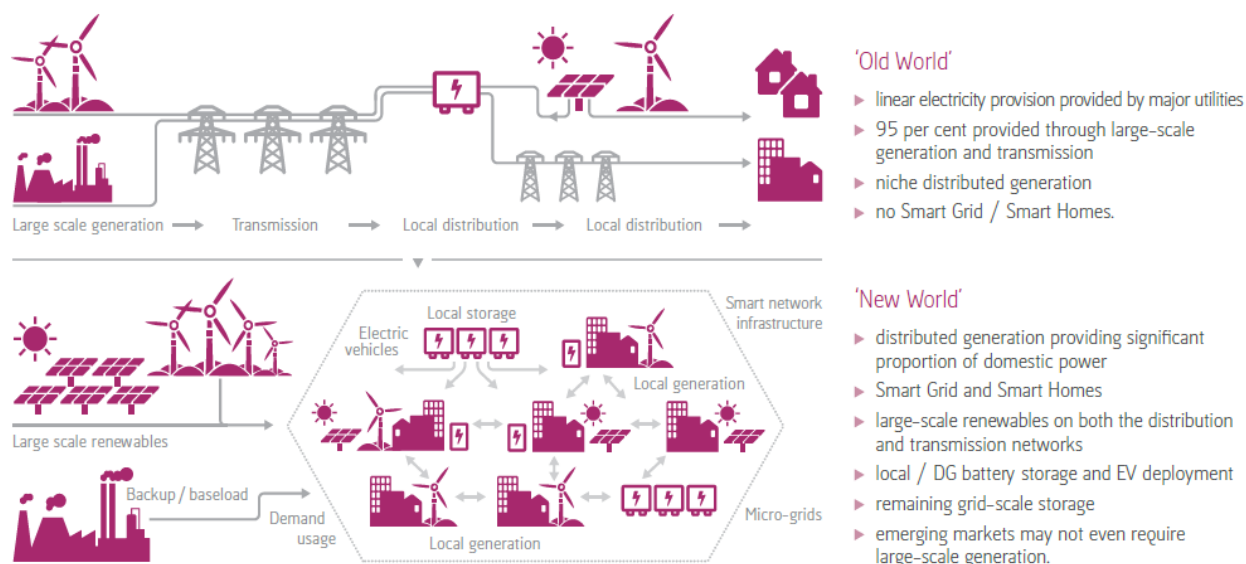 'Old World'
▶ linear electricity provision provided by major utilities
▶ 95 per cent provided through large-scale
generation and transmission
▶ niche distributed generation
▶ no Smart Grid / Smart Homes.
Large scale generation
Transmission
Local distribution
Local distribution
'New World'
▶ distributed generation providing significant
proportion of domestic power
▶ Smart Grid and Smart Homes
▶ large-scale renewables on both the distribution
and transmission networks
▶ local / DG battery storage and EV deployment
▶ remaining grid-scale storage
▶ emerging markets may not even require
large-scale generation.
Local storage
Smart network
infrastructure
Electric
vehicles
Local generation
Large scale renewables
Backup / baseload
Demand
usage
Micro-grids
Local generation